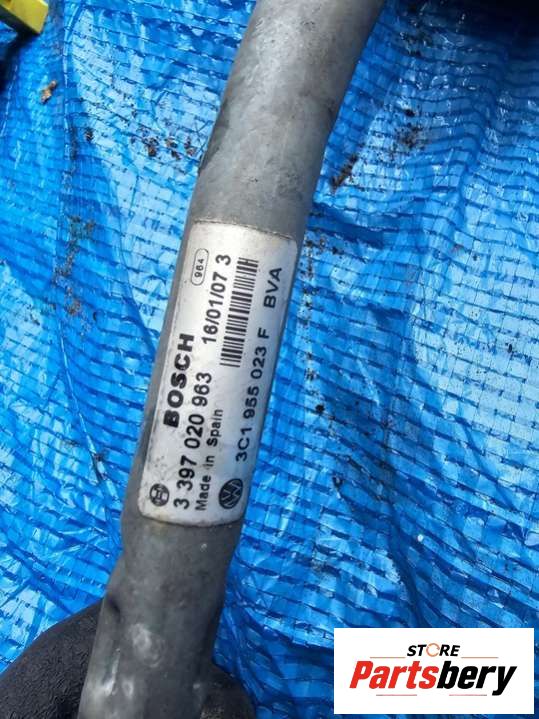 964
BOSCH 16/01/07 3
3 397 020 963
Made in Spain
3C1 955 023 F BVA
STORE
Partsbery